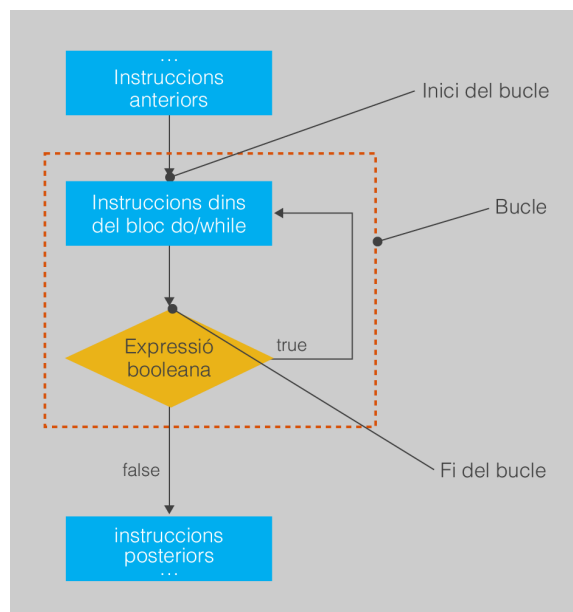 ...
Instruccions
anteriors
Inici del bucle
Instruccions dins
del bloc do/while
Bucle
true
Expressió
booleana
false
Fi del bucle
instruccions
posteriors
...